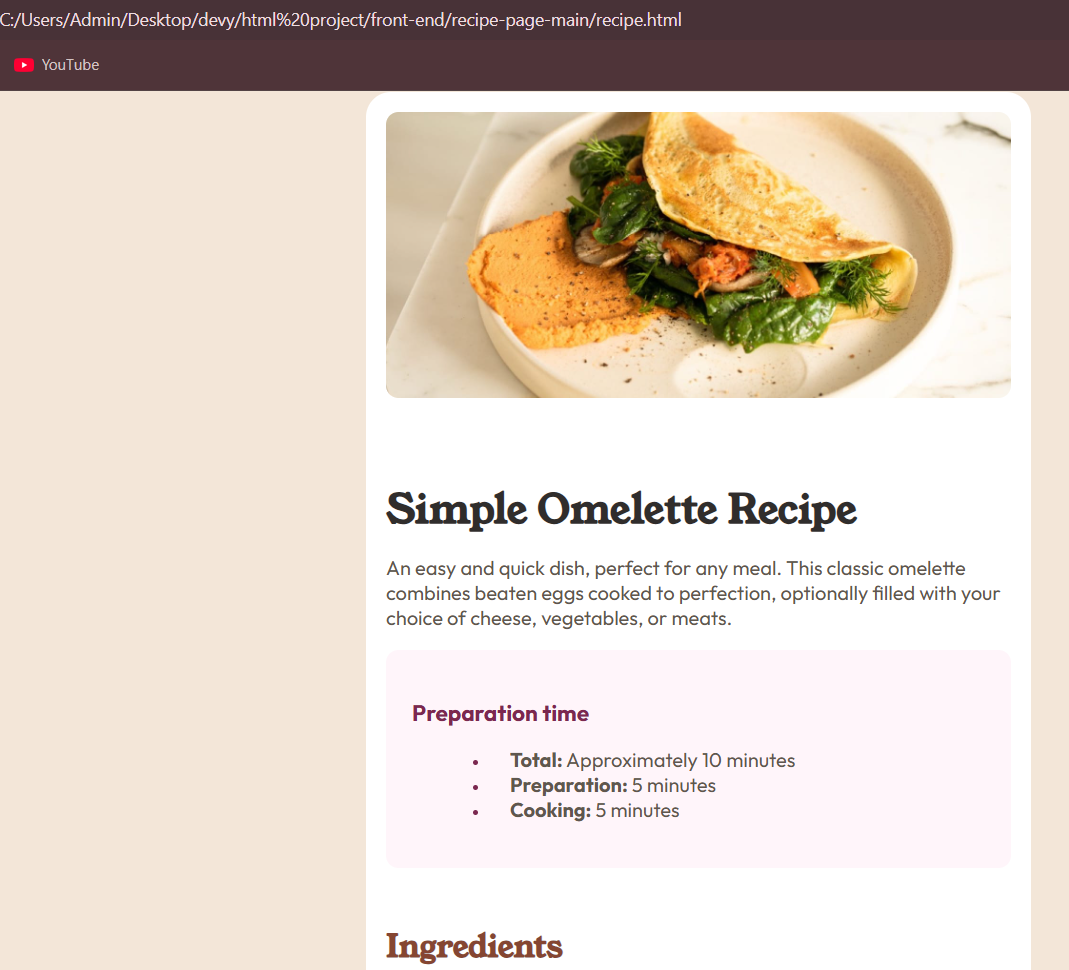 C:/Users/Admin/Desktop/devy/html%20project/front-end/recipe-page-main/recipe.html
YouTube
Simple Omelette Recipe
An easy and quick dish, perfect for any meal. This classic omelette
combines beaten eggs cooked to perfection, optionally filled with your
choice of cheese, vegetables, or meats.
Preparation time
• Total: Approximately 10 minutes
• Preparation: 5 minutes
• Cooking: 5 minutes
Ingredients